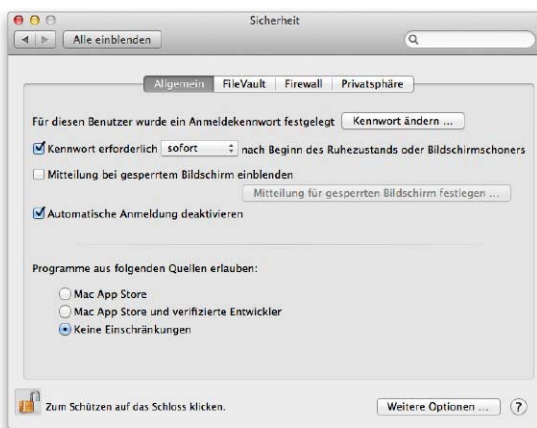 Sicherheit
Alle einblenden
Allgemein FileVault Firewall Privatsphäre
Für diesen Benutzer wurde ein Anmeldekennwort festgelegt Kennwort ändern ...
Kennwort erforderlich sofort nach Beginn des Ruhezustands oder Bildschirmschoners
Mitteilung bei gesperrtem Bildschirm einblenden
Mitteilung für gesperrten Bildschirm festlegen ...
Automatische Anmeldung deaktivieren
Programme aus folgenden Quellen erlauben:
Mac App Store
Mac App Store und verifizierte Entwickler
Keine Einschränkungen
Zum Schützen auf das Schloss klicken. Weitere Optionen ... ?